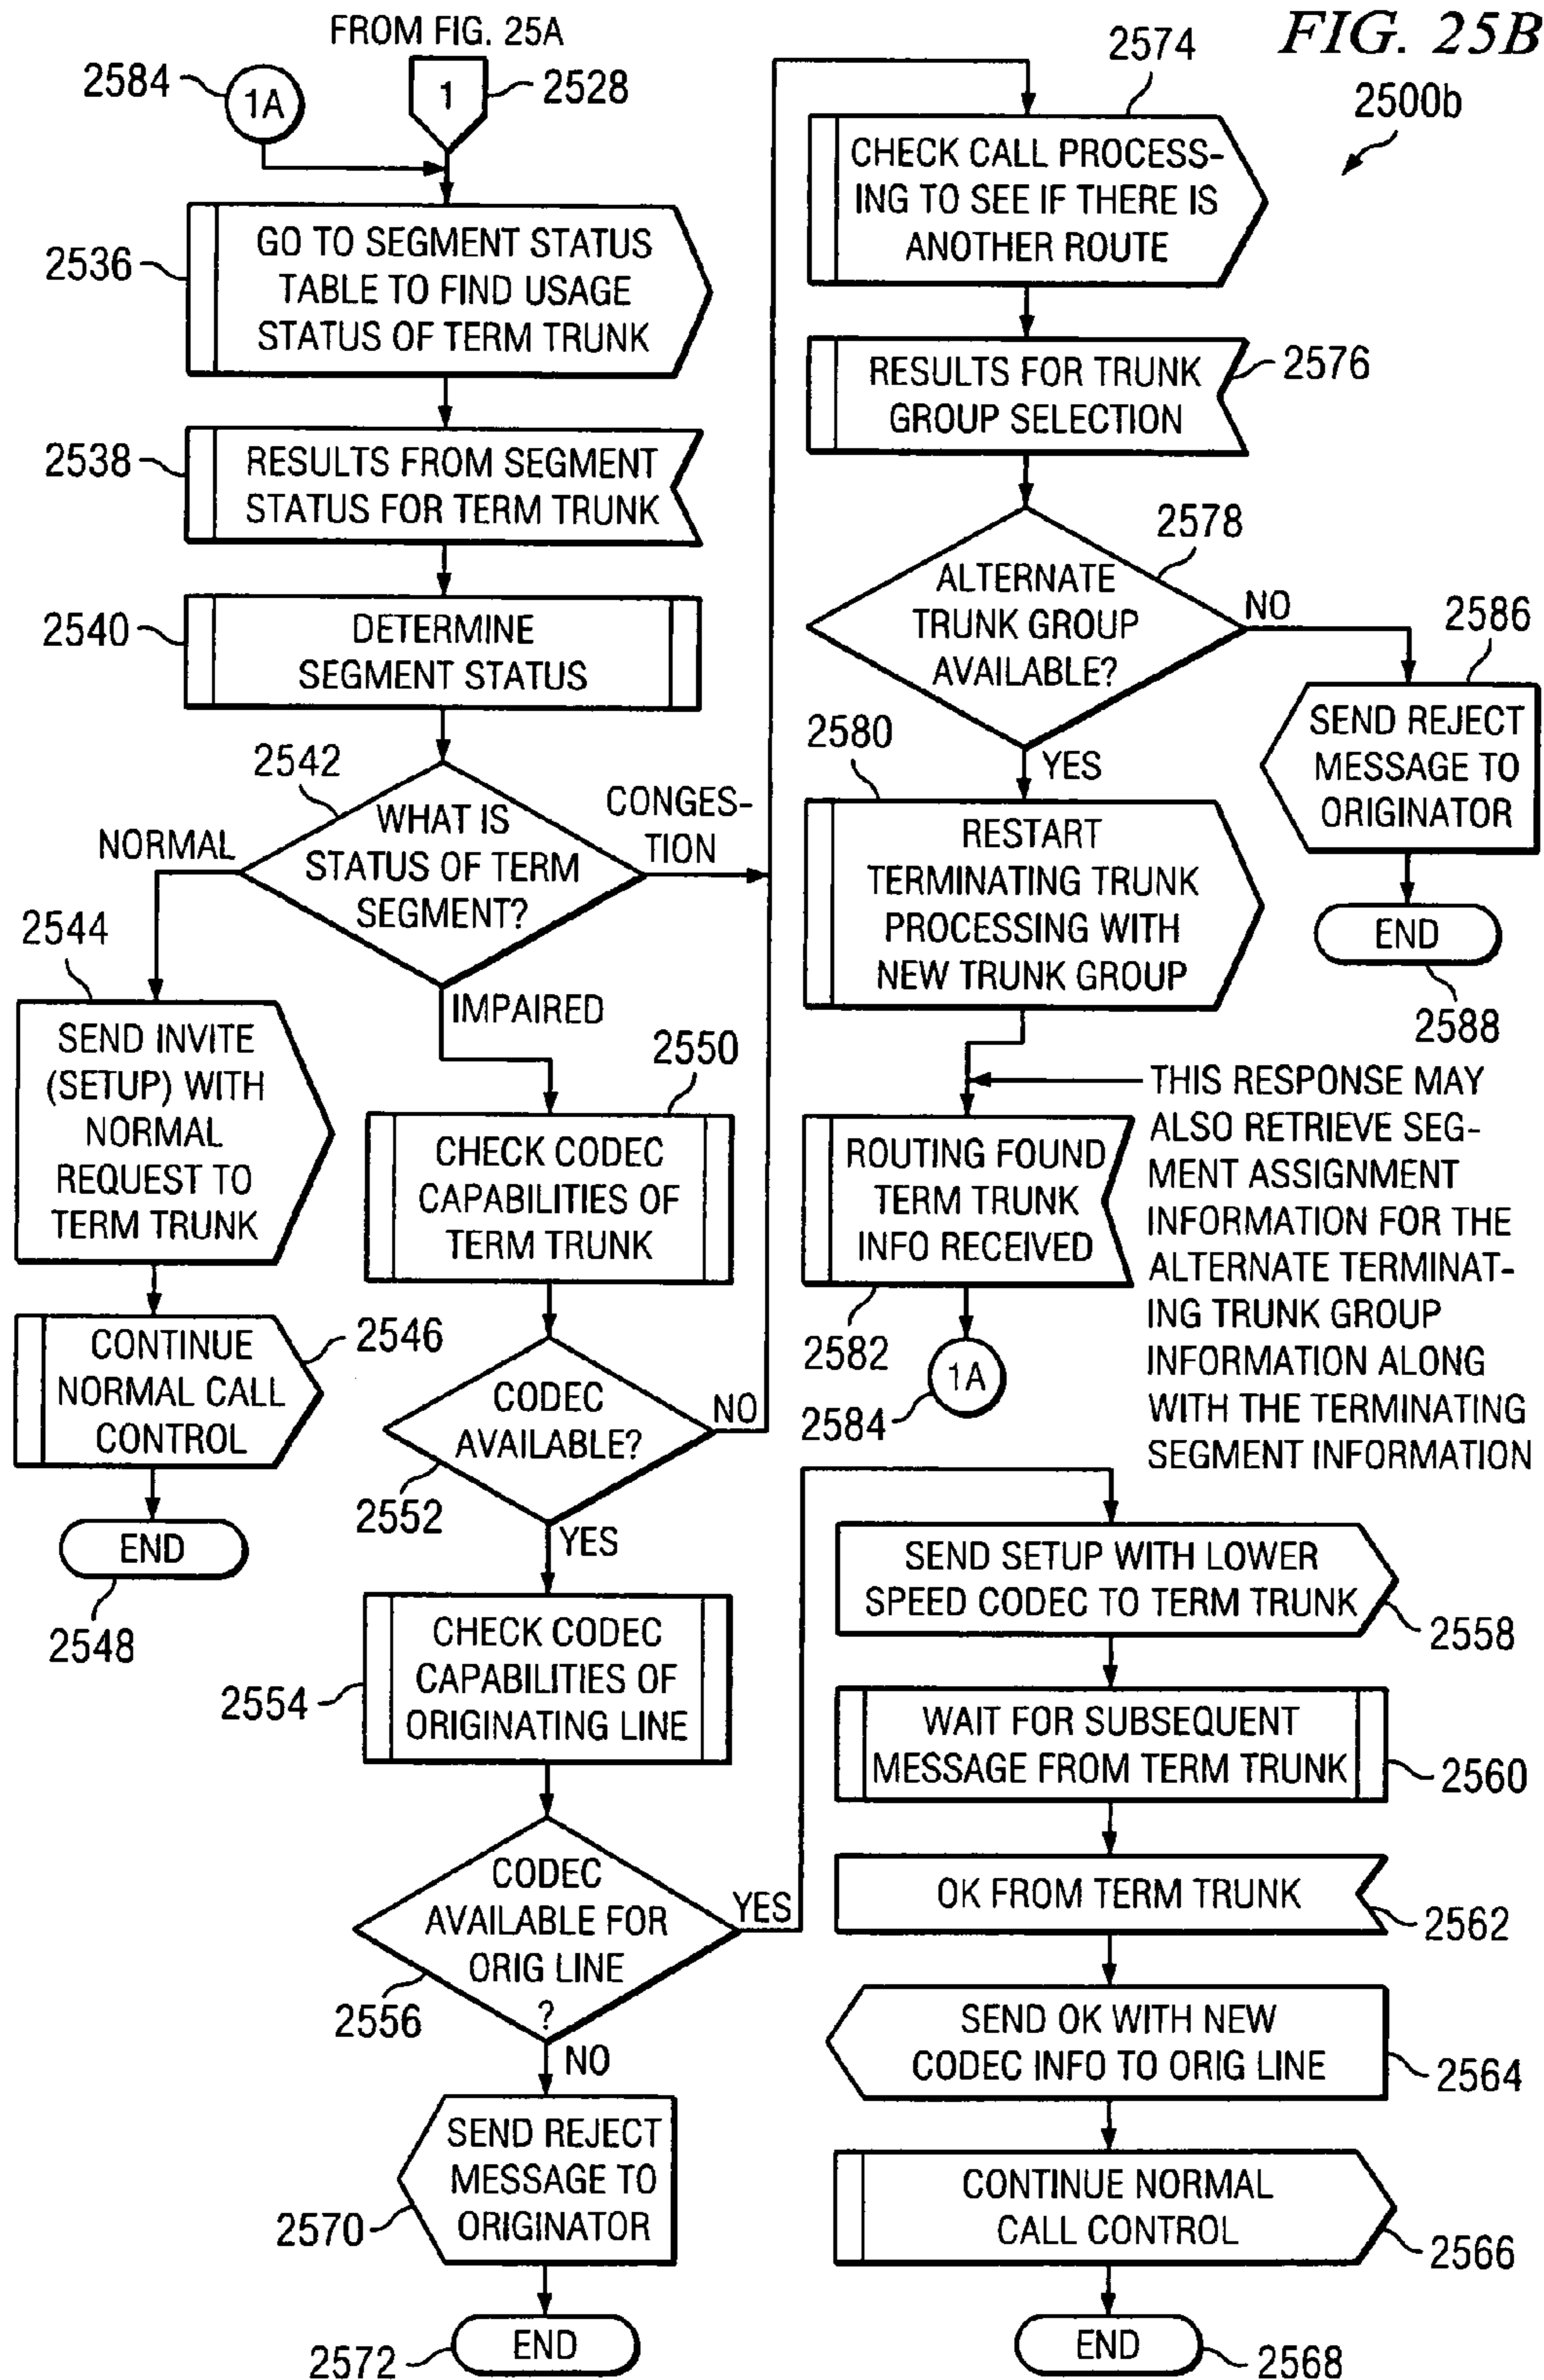 FIG. 25B
2500b
FROM FIG. 25A
2584
1A
1
2528
2536
GO TO SEGMENT STATUS
TABLE TO FIND USAGE
STATUS OF TERM TRUNK
2538
RESULTS FROM SEGMENT
STATUS FOR TERM TRUNK
2540
DETERMINE
SEGMENT STATUS
2542
WHAT IS
STATUS OF TERM
SEGMENT?
NORMAL
CONGES-
TION
IMPAIRED
2544
SEND INVITE
(SETUP) WITH
NORMAL
REQUEST TO
TERM TRUNK
2546
CONTINUE
NORMAL CALL
CONTROL
END
2548
2550
CHECK CODEC
CAPABILITIES OF
TERM TRUNK
CODEC
AVAILABLE?
NO
2552
YES
2554
CHECK CODEC
CAPABILITIES OF
ORIGINATING LINE
CODEC
AVAILABLE FOR
ORIG LINE
?
YES
2556
NO
SEND REJECT
MESSAGE TO
ORIGINATOR
2570
END
2572
2574
CHECK CALL PROCESS-
ING TO SEE IF THERE IS
ANOTHER ROUTE
RESULTS FOR TRUNK
GROUP SELECTION
2576
2578
ALTERNATE
TRUNK GROUP
AVAILABLE?
NO
2586
SEND REJECT
MESSAGE TO
ORIGINATOR
END
2588
YES
2580
RESTART
TERMINATING TRUNK
PROCESSING WITH
NEW TRUNK GROUP
THIS RESPONSE MAY
ALSO RETRIEVE SEG-
MENT ASSIGNMENT
INFORMATION FOR THE
ALTERNATE TERMINAT-
ING TRUNK GROUP
INFORMATION ALONG
WITH THE TERMINATING
SEGMENT INFORMATION
ROUTING FOUND
TERM TRUNK
INFO RECEIVED
2582
1A
2584
SEND SETUP WITH LOWER
SPEED CODEC TO TERM TRUNK
2558
WAIT FOR SUBSEQUENT
MESSAGE FROM TERM TRUNK
2560
OK FROM TERM TRUNK
2562
SEND OK WITH NEW
CODEC INFO TO ORIG LINE
2564
CONTINUE NORMAL
CALL CONTROL
2566
END
2568